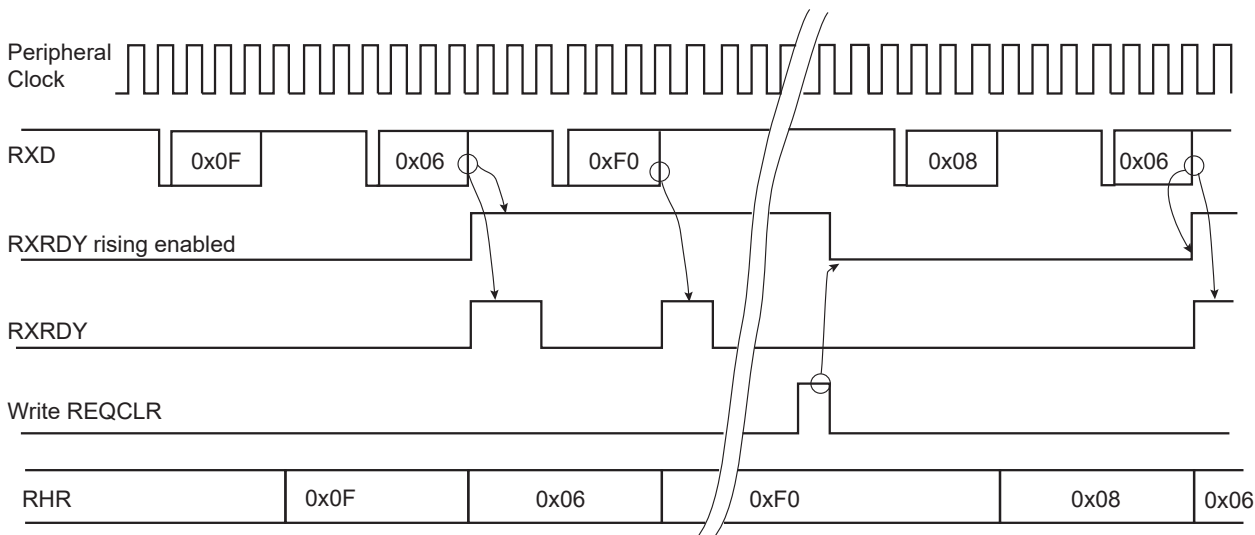 Peripheral
Clock
RXD
0x0F 0x06 0xF0 0x08 0x06
RXRDY rising enabled
RXRDY
Write REQCLR
RHR 0x0F 0x06 0xF0 0x08 0x06